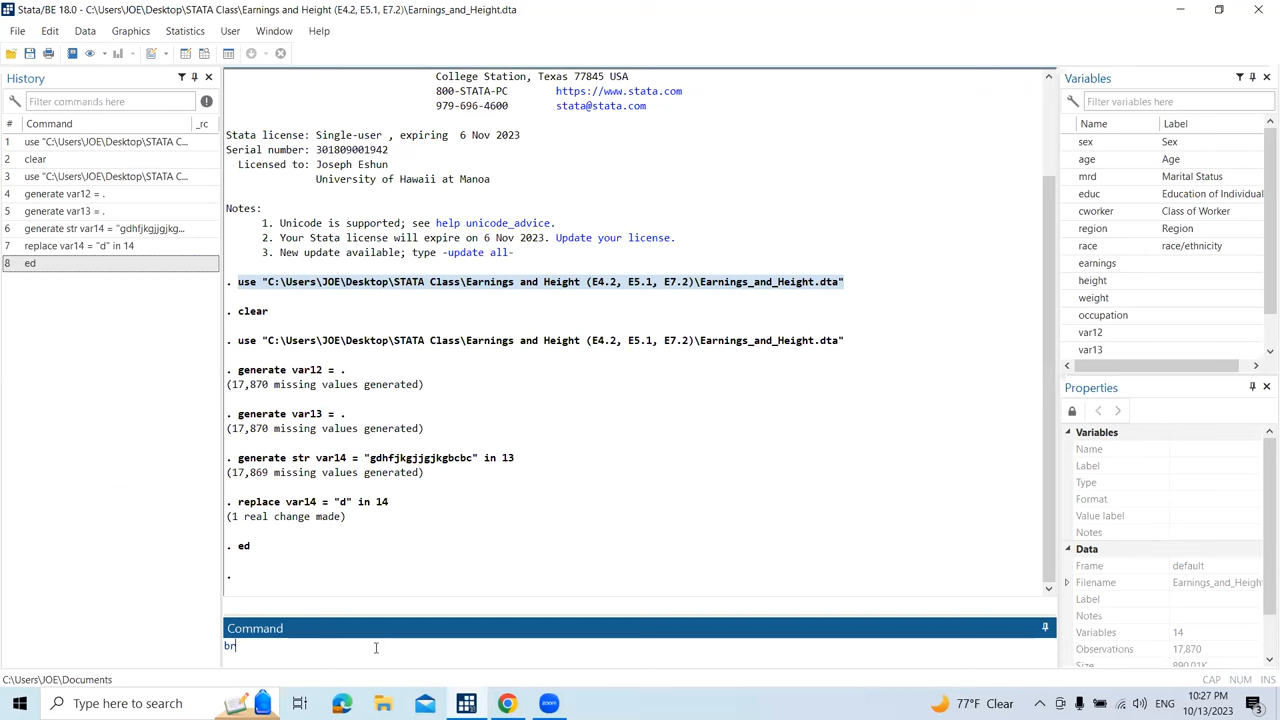 Stata/BE 18.0 - C:\Users\JOE\Desktop\STATA Class\Earnings and Height (E4.2, E5.1, E7.2)\Earnings_and_Height.dta
File Edit Data Graphics Statistics User Window Help
History
Filter commands here
# Command _rc
1 use "C:\Users\JOE\Desktop\STATA C...
2 clear
3 use "C:\Users\JOE\Desktop\STATA C...
4 generate var12 = .
5 generate var13 = .
6 generate str var14 = "gdhfjkgjjgjkg...
7 replace var14 = "d" in 14
8 ed
College Station, Texas 77845 USA
800-STATA-PC https://www.stata.com
979-696-4600 stata@stata.com
Stata license: Single-user , expiring 6 Nov 2023
Serial number: 301809001942
Licensed to: Joseph Eshun
University of Hawaii at Manoa
Notes:
1. Unicode is supported; see help unicode_advice.
2. Your Stata license will expire on 6 Nov 2023. Update your license.
3. New update available; type -update all-
. use "C:\Users\JOE\Desktop\STATA Class\Earnings and Height (E4.2, E5.1, E7.2)\Earnings_and_Height.dta"
. clear
. use "C:\Users\JOE\Desktop\STATA Class\Earnings and Height (E4.2, E5.1, E7.2)\Earnings_and_Height.dta"
. generate var12 = .
(17,870 missing values generated)
. generate var13 = .
(17,870 missing values generated)
. generate str var14 = "gdhfjkgjjgjkgbcbc" in 13
(17,869 missing values generated)
. replace var14 = "d" in 14
(1 real change made)
. ed
.
Command
br
Variables
Filter variables here
Name Label
sex Sex
age Age
mrd Marital Status
educ Education of Individual
cworker Class of Worker
region Region
race race/ethnicity
earnings
height
weight
occupation
var12
var13
Properties
Variables
Name
Label
Type
Format
Value label
Notes
Data
Frame default
Filename Earnings_and_Heigh
Label
Notes
Variables 14
Observations 17,870
Size 890.01K
C:\Users\JOE\Documents
CAP NUM INS
Type here to search
zoom
77°F Clear
ENG
10:27 PM
10/13/2023
3